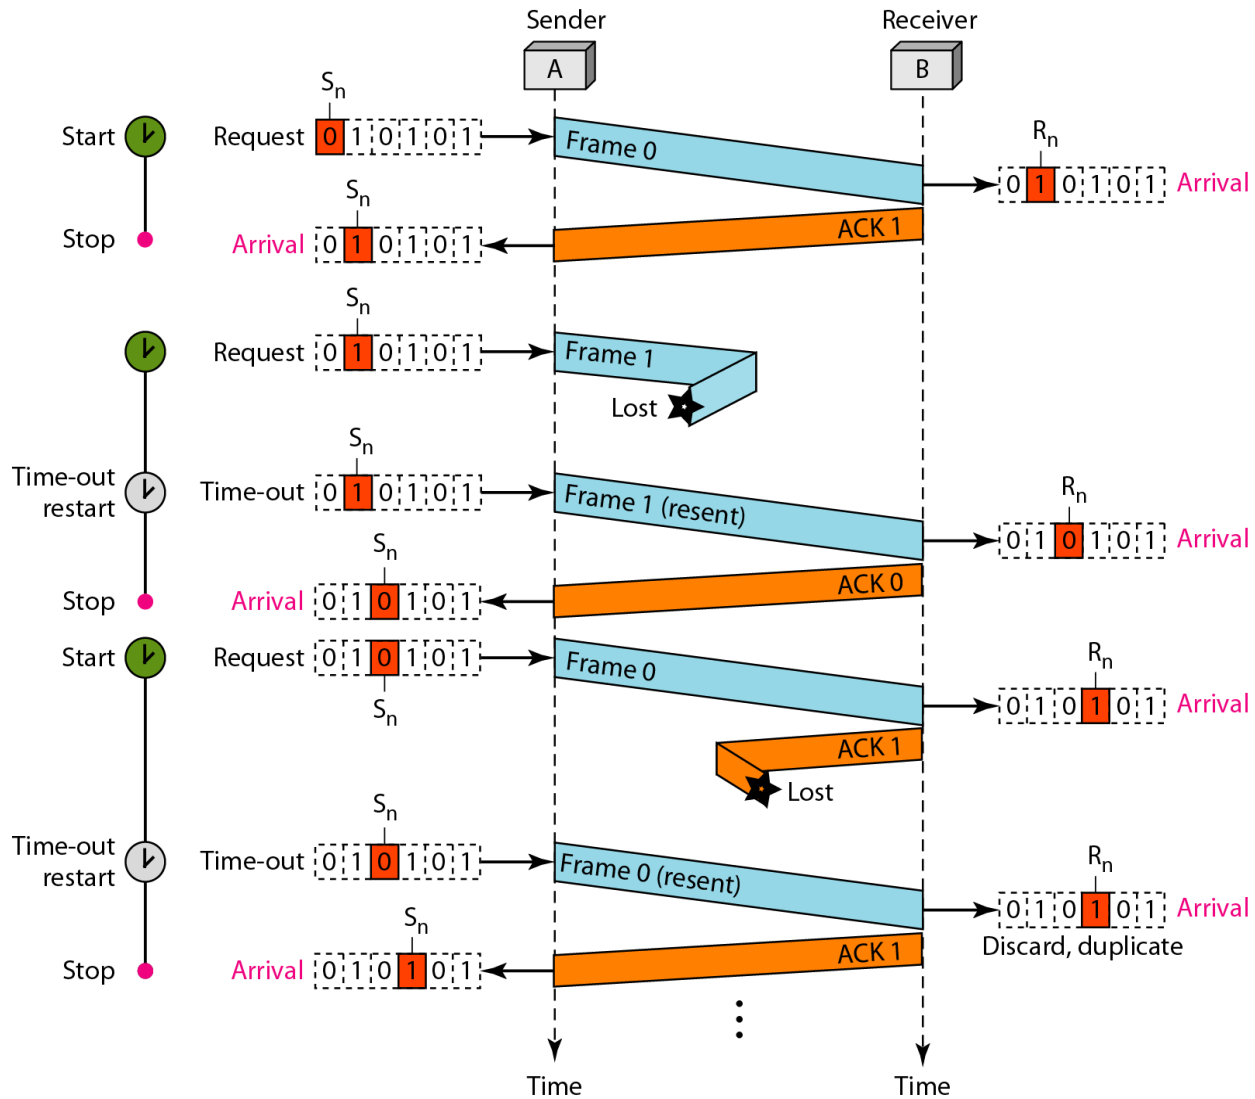 Sender Receiver
A B
Sn
Start Request 0 1 0 1 0 1 Frame 0
Rn
0 1 0 1 0 1 Arrival
Sn
Stop Arrival 0 1 0 1 0 1 ACK 1
Sn
Request 0 1 0 1 0 1 Frame 1
Lost
Sn
Time-out
restart
Time-out 0 1 0 1 0 1 Frame 1 (resent)
Rn
0 1 0 1 0 1 Arrival
Sn
Stop Arrival 0 1 0 1 0 1 ACK 0
Start Request 0 1 0 1 0 1 Frame 0
Sn
Rn
0 1 0 1 0 1 Arrival
ACK 1
Lost
Sn
Time-out
restart
Time-out 0 1 0 1 0 1 Frame 0 (resent)
Rn
0 1 0 1 0 1 Arrival
Discard, duplicate
Sn
Stop Arrival 0 1 0 1 0 1 ACK 1
Time Time